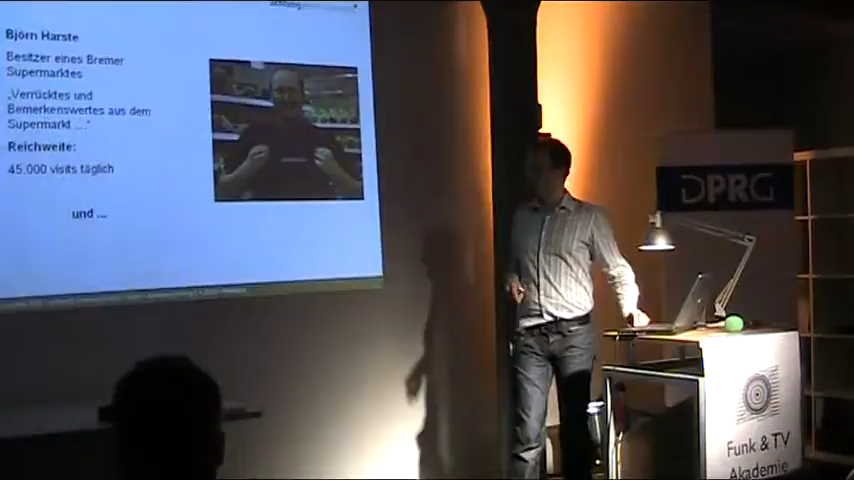 Björn Harste
Besitzer eines Bremer
Supermarktes
„Verrücktes und
Bemerkenswertes aus dem
Supermarkt ...“
Reichweite:
45.000 visits täglich
und ...
DPRG
Funk & TV
Akademie